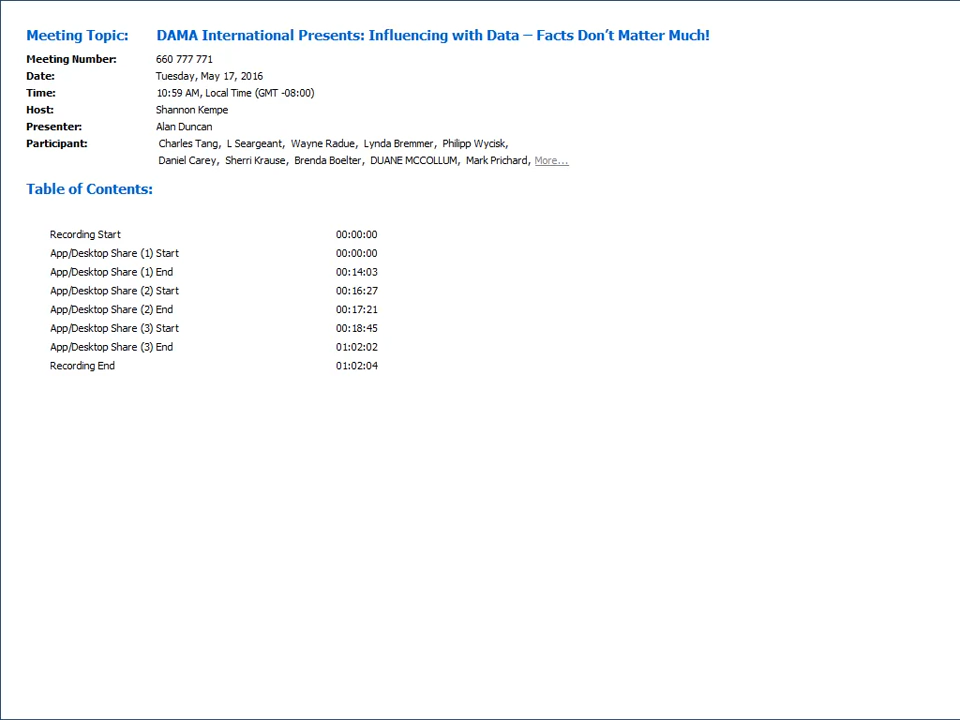 Meeting Topic: DAMA International Presents: Influencing with Data – Facts Don’t Matter Much!
Meeting Number: 660 777 771
Date: Tuesday, May 17, 2016
Time: 10:59 AM, Local Time (GMT -08:00)
Host: Shannon Kempe
Presenter: Alan Duncan
Participant: Charles Tang, L Seargeant, Wayne Radue, Lynda Bremmer, Philipp Wycisk,
Daniel Carey, Sherri Krause, Brenda Boelter, DUANE MCCOLLUM, Mark Prichard, More...
Table of Contents:
Recording Start 00:00:00
App/Desktop Share (1) Start 00:00:00
App/Desktop Share (1) End 00:14:03
App/Desktop Share (2) Start 00:16:27
App/Desktop Share (2) End 00:17:21
App/Desktop Share (3) Start 00:18:45
App/Desktop Share (3) End 01:02:02
Recording End 01:02:04